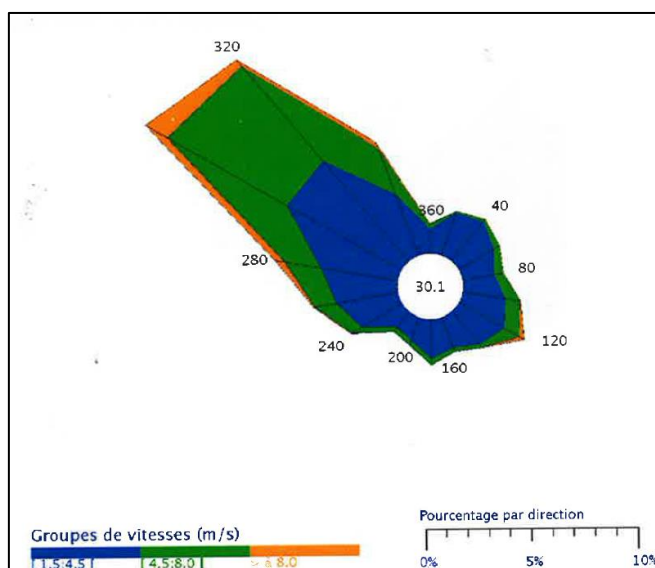 320
360
40
280
30.1
80
240
200
160
120
Groupes de vitesses (m/s)
[ 1.5;4.5 [
[ 4.5;8.0 [
> à 8.0
Pourcentage par direction
0%
5%
10%